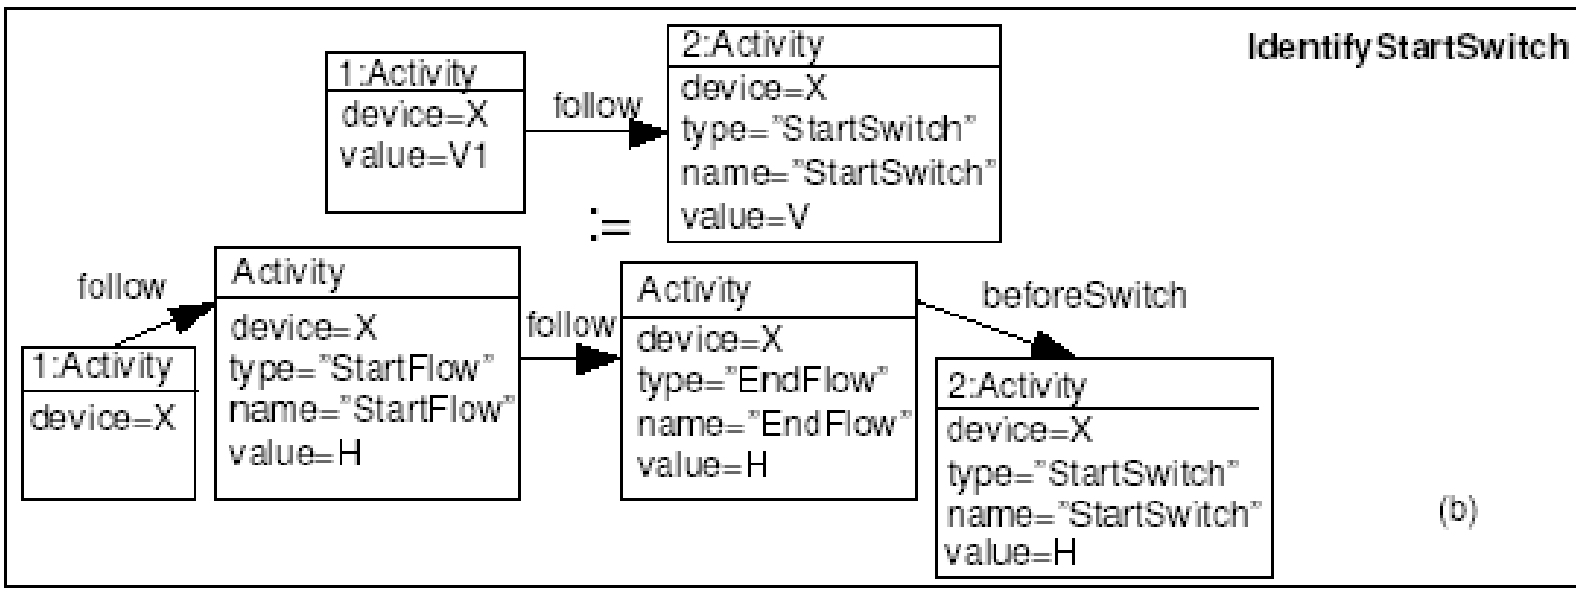 IdentifyStartSwitch
1:Activity
device=X
value=V1
follow
2:Activity
device=X
type="StartSwitch"
name="StartSwitch"
value=V
:=
1:Activity
device=X
follow
Activity
device=X
type="StartFlow"
name="StartFlow"
value=H
follow
Activity
device=X
type="EndFlow"
name="EndFlow"
value=H
beforeSwitch
2:Activity
device=X
type="StartSwitch"
name="StartSwitch"
value=H
(b)